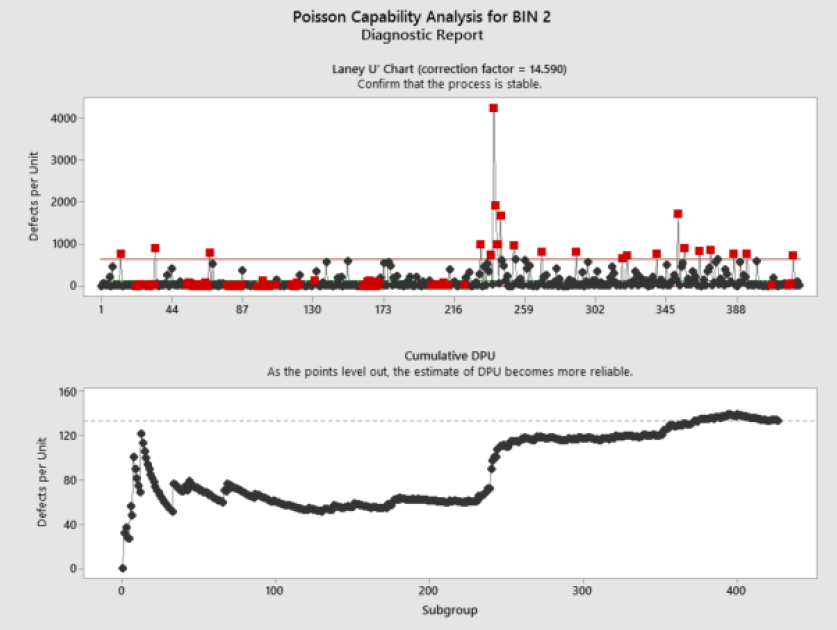 Poisson Capability Analysis for BIN 2
Diagnostic Report
Laney U' Chart (correction factor = 14.590)
Confirm that the process is stable.
Defects per Unit
4000
3000
2000
1000
0
1 44 87 130 173 216 259 302 345 388
Cumulative DPU
As the points level out, the estimate of DPU becomes more reliable.
Defects per Unit
160
120
80
40
0
0 100 200 300 400
Subgroup